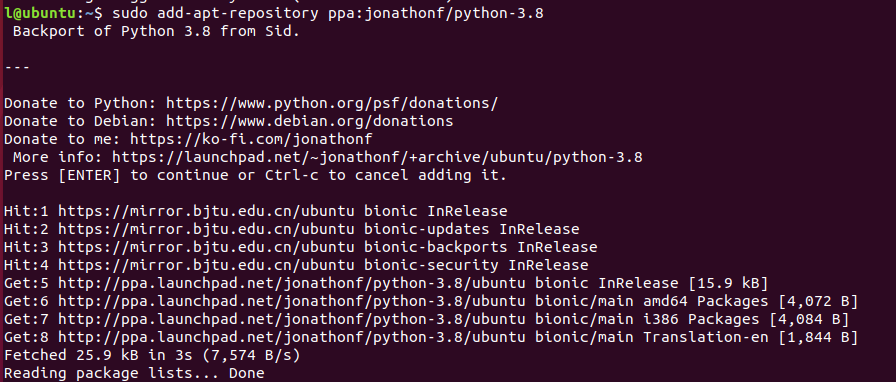 l@ubuntu:~$ sudo add-apt-repository ppa:jonathonf/python-3.8
 Backport of Python 3.8 from Sid.

---

Donate to Python: https://www.python.org/psf/donations/
Donate to Debian: https://www.debian.org/donations
Donate to me: https://ko-fi.com/jonathonf
 More info: https://launchpad.net/~jonathonf/+archive/ubuntu/python-3.8
Press [ENTER] to continue or Ctrl-c to cancel adding it.

Hit:1 https://mirror.bjtu.edu.cn/ubuntu bionic InRelease
Hit:2 https://mirror.bjtu.edu.cn/ubuntu bionic-updates InRelease
Hit:3 https://mirror.bjtu.edu.cn/ubuntu bionic-backports InRelease
Hit:4 https://mirror.bjtu.edu.cn/ubuntu bionic-security InRelease
Get:5 http://ppa.launchpad.net/jonathonf/python-3.8/ubuntu bionic InRelease [15.9 kB]
Get:6 http://ppa.launchpad.net/jonathonf/python-3.8/ubuntu bionic/main amd64 Packages [4,072 B]
Get:7 http://ppa.launchpad.net/jonathonf/python-3.8/ubuntu bionic/main i386 Packages [4,084 B]
Get:8 http://ppa.launchpad.net/jonathonf/python-3.8/ubuntu bionic/main Translation-en [1,844 B]
Fetched 25.9 kB in 3s (7,574 B/s)
Reading package lists... Done